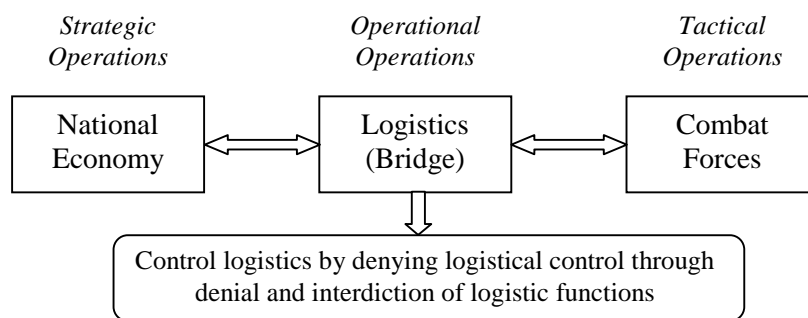 Strategic
Operations
Operational
Operations
Tactical
Operations
National
Economy
Logistics
(Bridge)
Combat
Forces
Control logistics by denying logistical control through
denial and interdiction of logistic functions